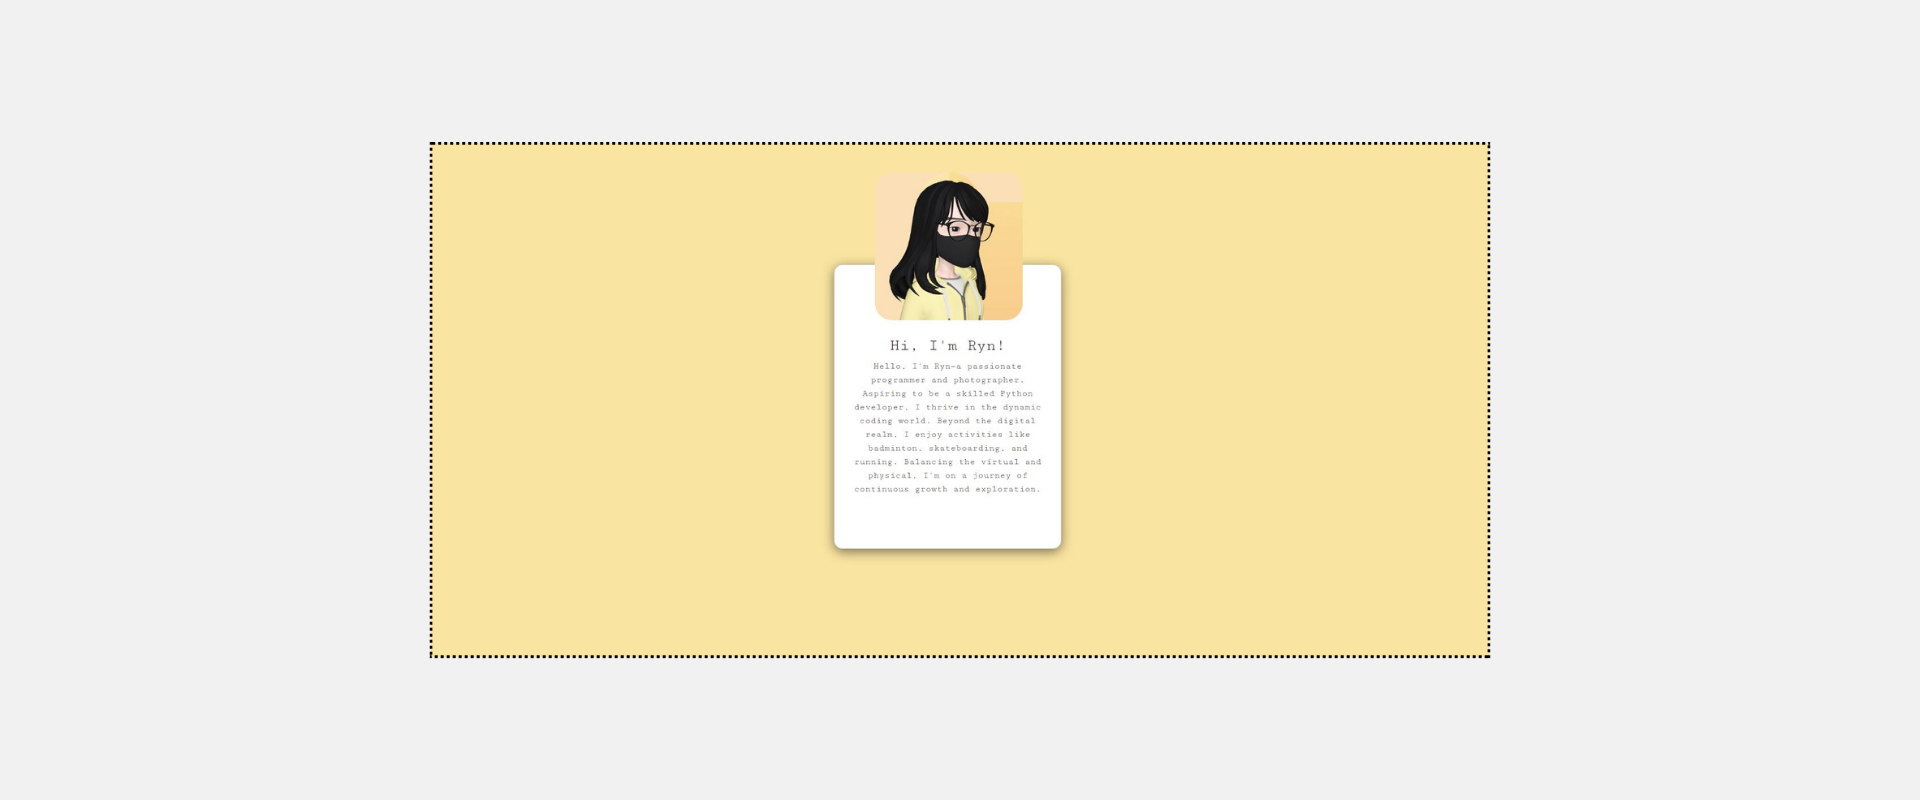 Hi, I'm Ryn!
Hello, I'm Ryn—a passionate
programmer and photographer.
Aspiring to be a skilled Python
developer, I thrive in the dynamic
coding world. Beyond the digital
realm, I enjoy activities like
badminton, skateboarding, and
running. Balancing the virtual and
physical, I'm on a journey of
continuous growth and exploration.